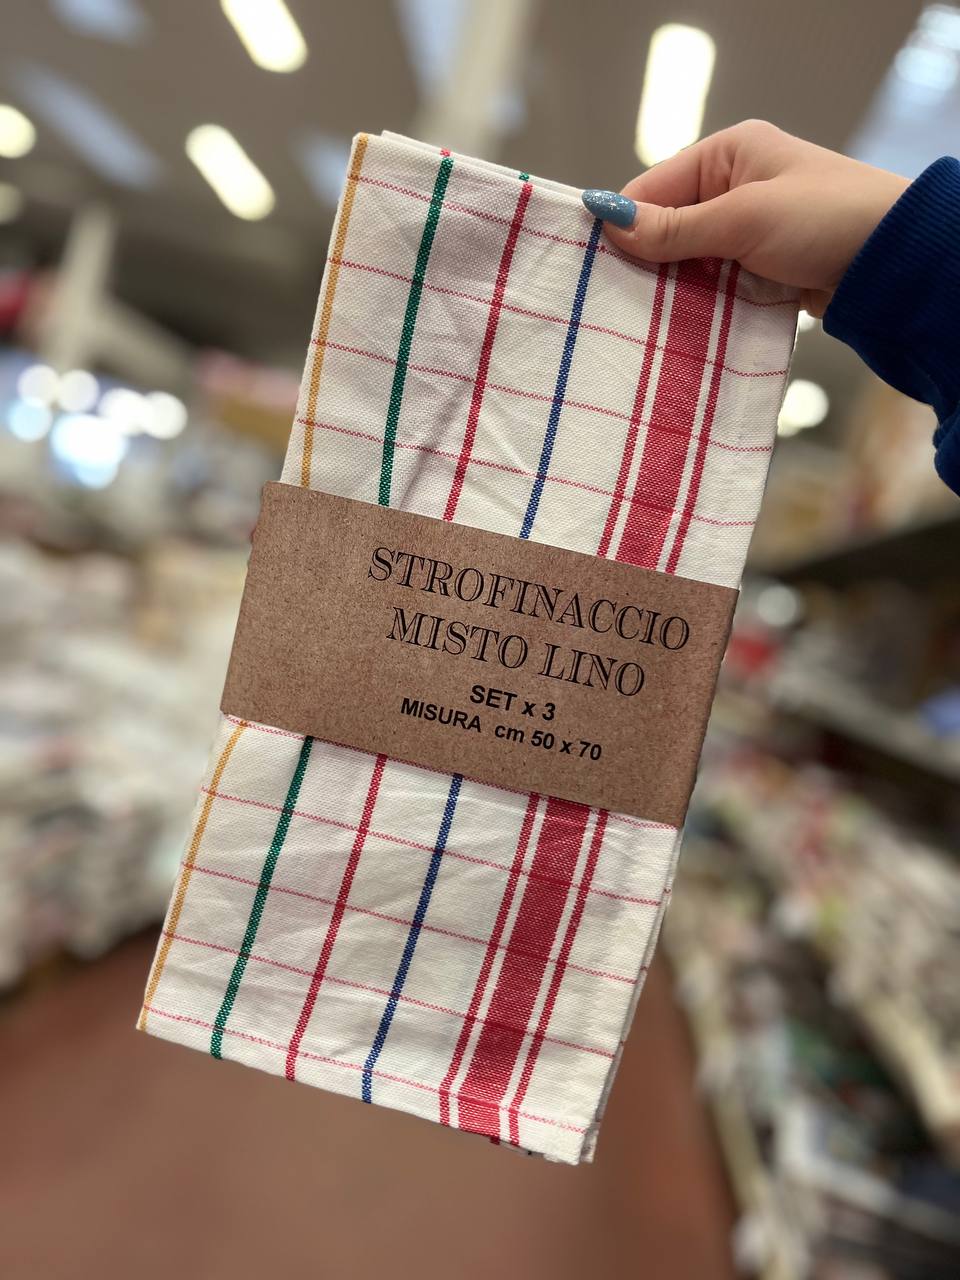 STROFINACCIO
MISTO LINO
SET x 3
MISURA cm 50 x 70